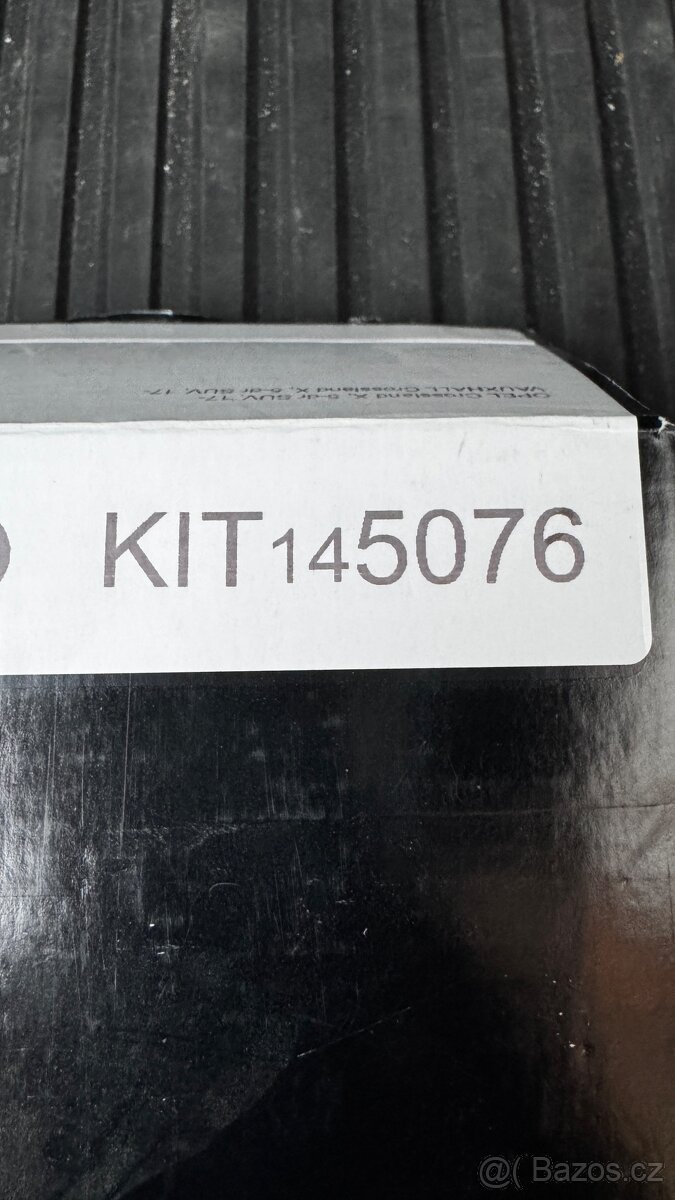 OPEL Crossland X, 5-dr SUV, 17-
VAUXHALL Crossland X, 5-dr SUV, 17-
KIT145076
@( Bazos.cz